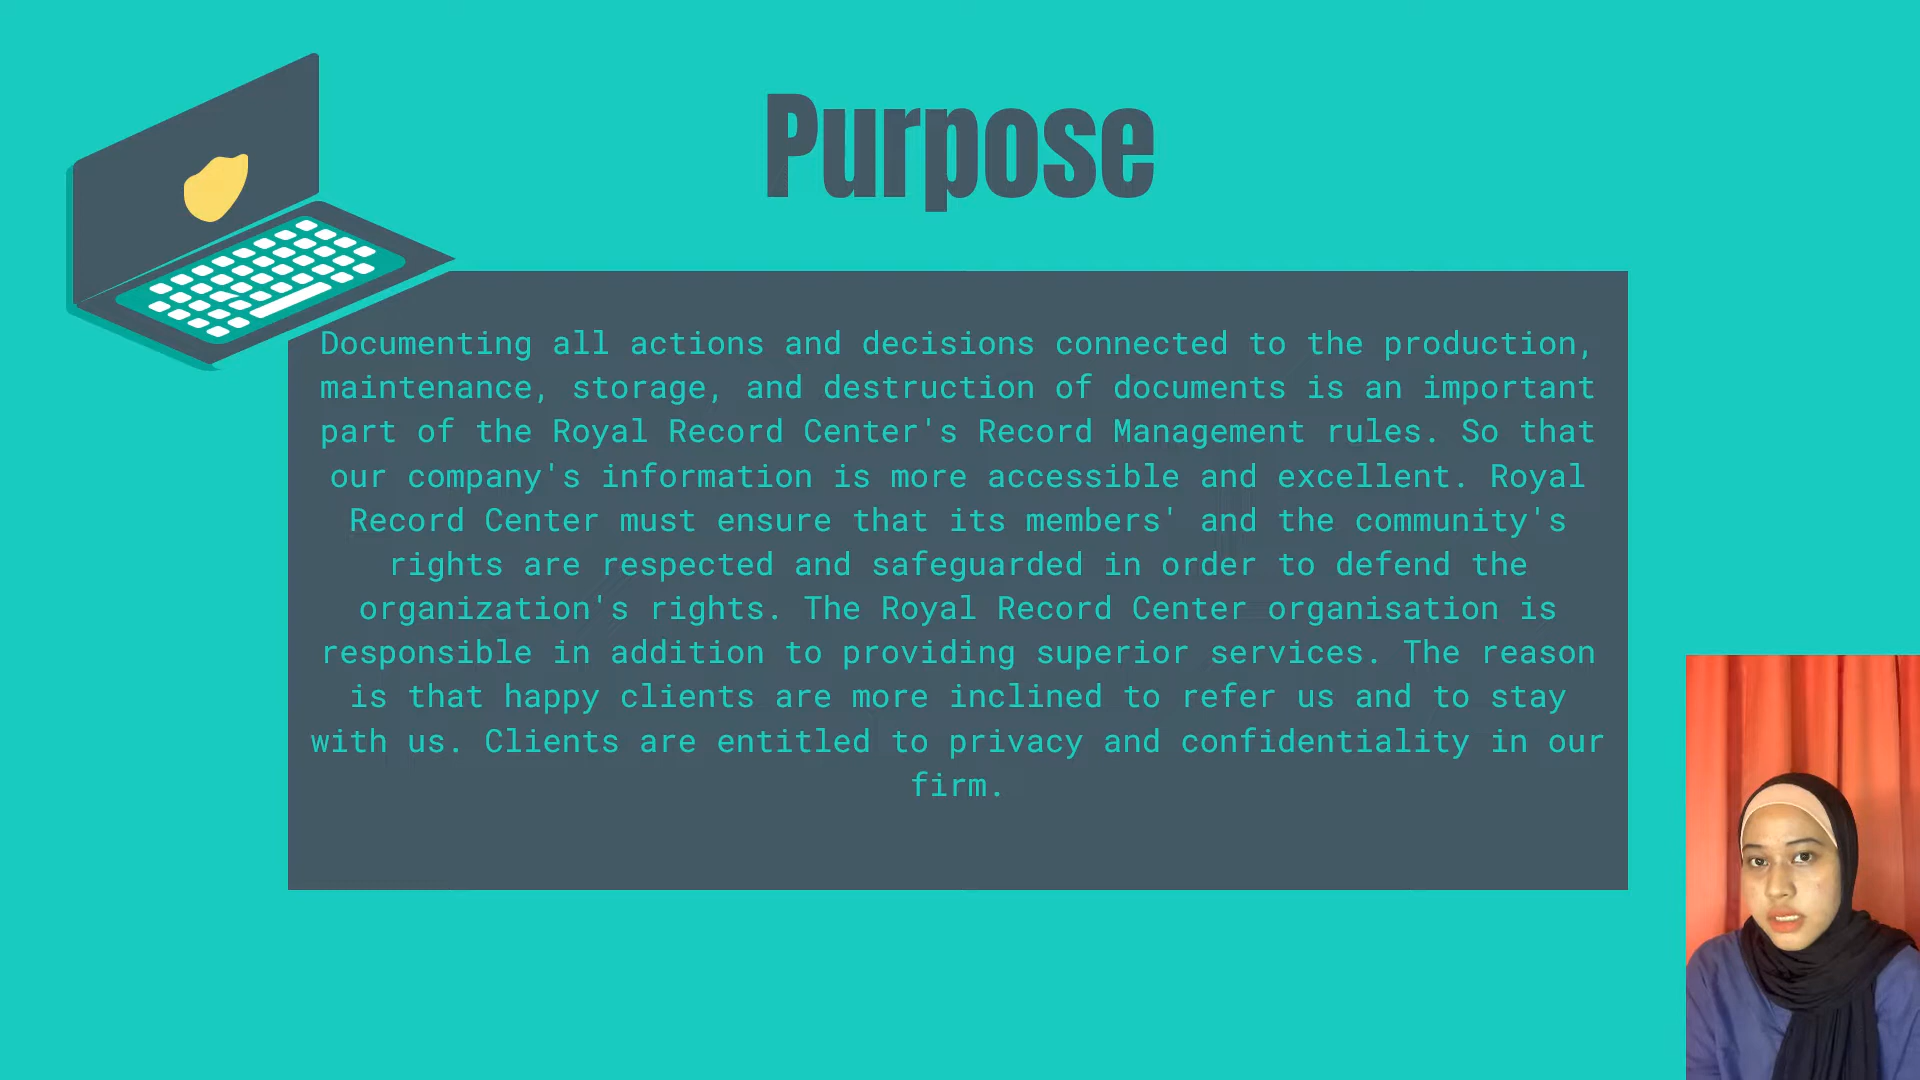 Purpose
Documenting all actions and decisions connected to the production,
maintenance, storage, and destruction of documents is an important
part of the Royal Record Center's Record Management rules. So that
our company's information is more accessible and excellent. Royal
Record Center must ensure that its members' and the community's
rights are respected and safeguarded in order to defend the
organization's rights. The Royal Record Center organisation is
responsible in addition to providing superior services. The reason
is that happy clients are more inclined to refer us and to stay
with us. Clients are entitled to privacy and confidentiality in our
firm.